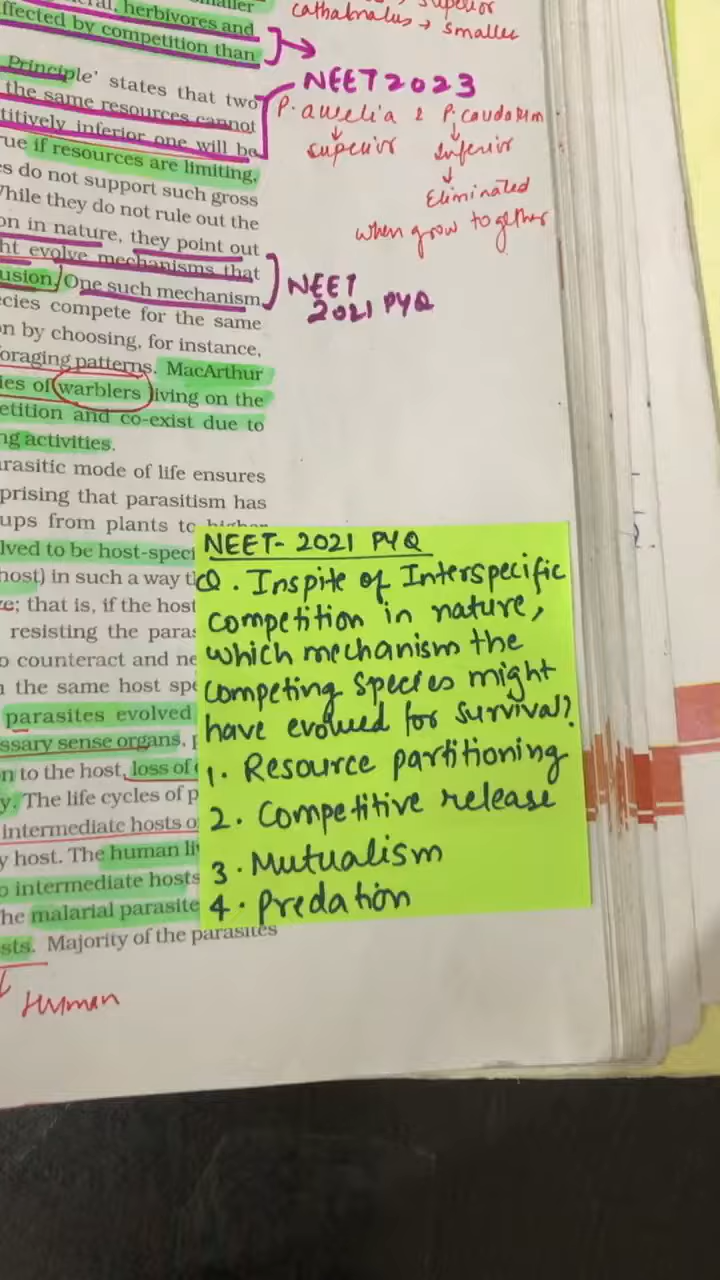 herbivores and
ffected by competition than
superior
cathabnalus → smaller
NEET 2023
Principle' states that two
the same resources cannot
titively inferior one will be
if resources are limiting,
P. aurelia & P. caudatum
superior
Inferior
Eliminated
when grow together
s do not support such gross
While they do not rule out the
on in nature, they point out
ht evolve mechanisms that
usion. One such mechanism
NEET
2021 PYQ
cies compete for the same
on by choosing, for instance,
foraging patterns. MacArthur
ies of warblers living on the
etition and co-exist due to
ng activities.
arasitic mode of life ensures
prising that parasitism has
ups from plants to
lved to be host-speci
host) in such a way t
e; that is, if the host
resisting the para
o counteract and ne
the same host spe
parasites evolved
ssary sense organs,
n to the host, loss of
y. The life cycles of p
intermediate hosts o
y host. The human li
o intermediate hosts
he malarial parasite
sts. Majority of the parasites
Human
NEET- 2021 PYQ
Q. Inspite of Interspecific
competition in nature,
which mechanism the
competing species might
have evolved for survival?
1. Resource partitioning
2. Competitive release
3. Mutualism
4. Predation